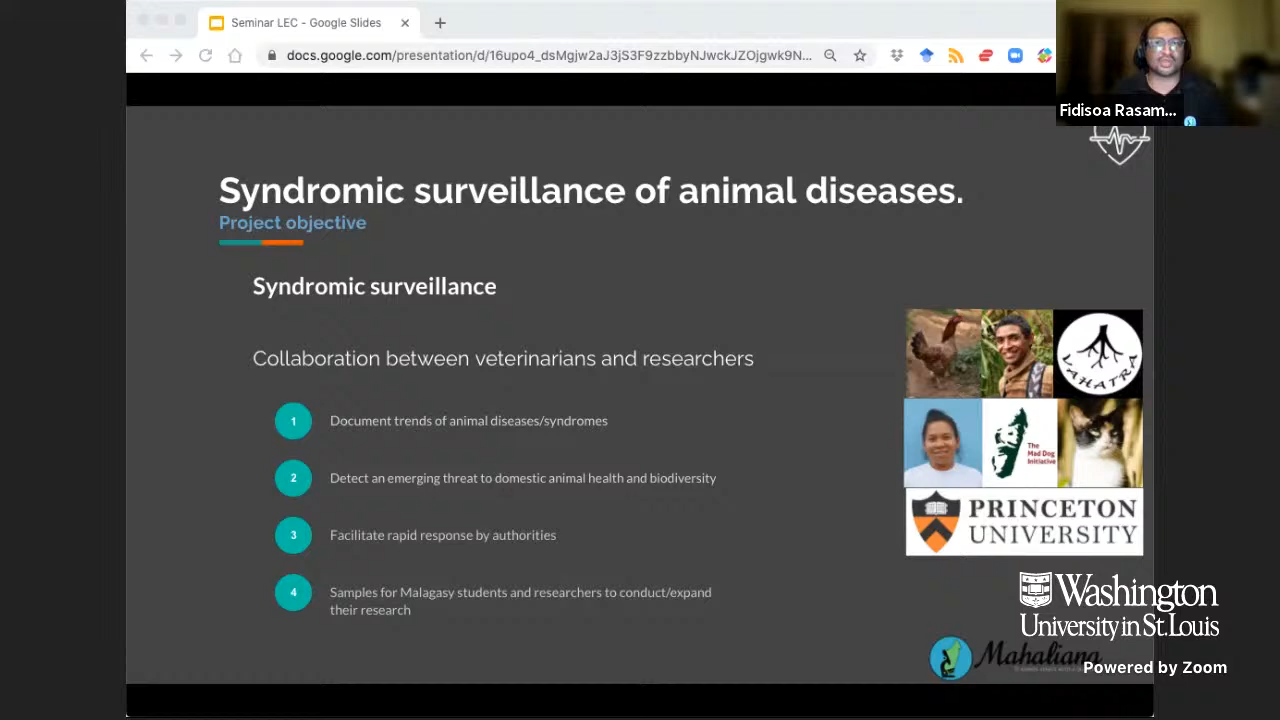 Seminar LEC - Google Slides
docs.google.com/presentation/d/16upo4_dsMgjw2aJ3jS3F9zzbbyNJwckJZOjgwk9N...
Fidisoa Rasam...
Syndromic surveillance of animal diseases.
Project objective
Syndromic surveillance
Collaboration between veterinarians and researchers
1 Document trends of animal diseases/syndromes
2 Detect an emerging threat to domestic animal health and biodiversity
3 Facilitate rapid response by authorities
4 Samples for Malagasy students and researchers to conduct/expand
their research
VAHATRA
The
Mad Dog
Initiative
PRINCETON
UNIVERSITY
Washington
University in St. Louis
Mahaliana
Powered by Zoom